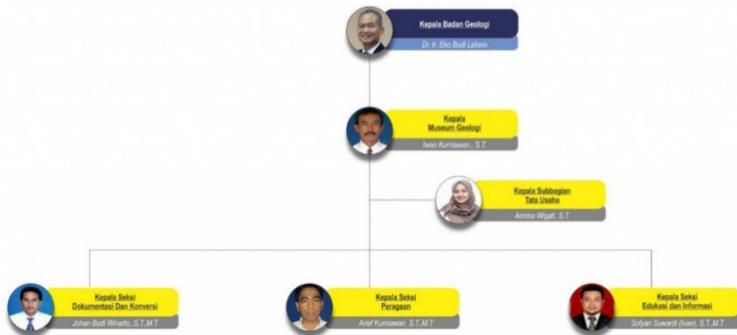 Kepala Badan Geologi
Dr. Ir. Eko Budi Lelono
Kepala
Museum Geologi
Iwan Kurniawan., S.T.
Kepala Subbagian
Tata Usaha
Annisa Wigati, S.T.
Kepala Seksi
Dokumentasi Dan Konversi
Johan Budi Winarto, S.T.,M.T
Kepala Seksi
Peragaan
Arief Kurniawan, S.T.,M.T
Kepala Seksi
Edukasi dan Informasi
Sofyan Suwardi (Ivan), S.T,.M.T